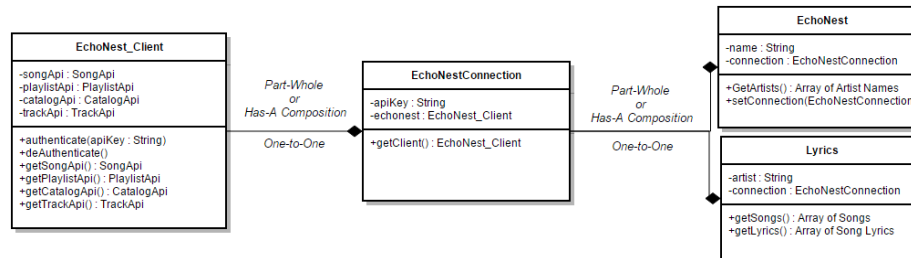 EchoNest_Client
-songApi : SongApi
-playlistApi : PlaylistApi
-catalogApi : CatalogApi
-trackApi : TrackApi
+authenticate(apiKey : String)
+deAuthenticate()
+getSongApi() : SongApi
+getPlaylistApi() : PlaylistApi
+getCatalogApi() : CatalogApi
+getTrackApi() : TrackApi
Part-Whole
or
Has-A Composition
One-to-One
EchoNestConnection
-apiKey : String
-echonest : EchoNest_Client
+getClient() : EchoNest_Client
Part-Whole
or
Has-A Composition
One-to-One
EchoNest
-name : String
-connection : EchoNestConnection
+GetArtists() : Array of Artist Names
+setConnection(EchoNestConnection
Lyrics
-artist : String
-connection : EchoNestConnection
+getSongs() : Array of Songs
+getLyrics() : Array of Song Lyrics